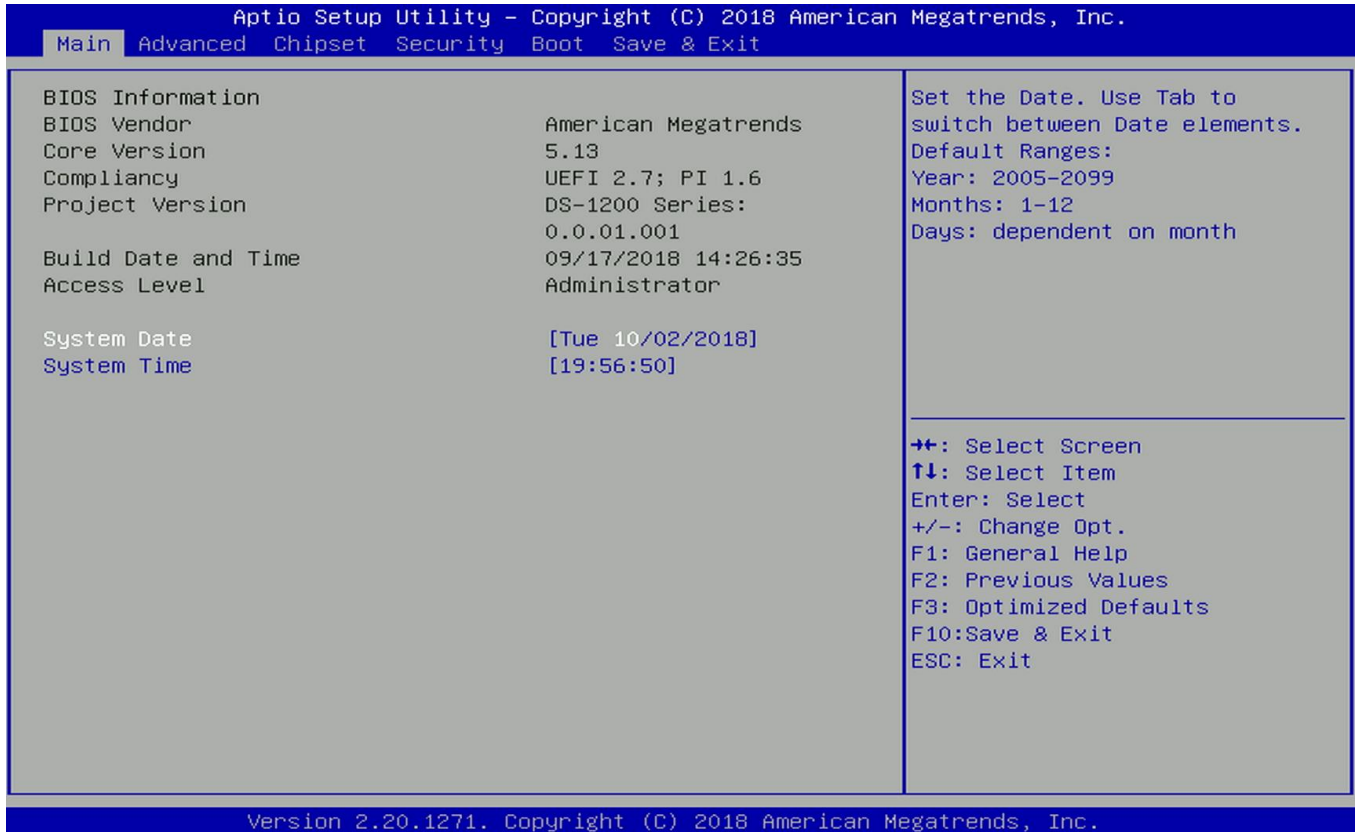 Aptio Setup Utility – Copyright (C) 2018 American Megatrends, Inc.
Main Advanced Chipset Security Boot Save & Exit
BIOS Information
BIOS Vendor American Megatrends
Core Version 5.13
Compliancy UEFI 2.7; PI 1.6
Project Version DS-1200 Series:
0.0.01.001
Build Date and Time 09/17/2018 14:26:35
Access Level Administrator
System Date [Tue 10/02/2018]
System Time [19:56:50]
Set the Date. Use Tab to
switch between Date elements.
Default Ranges:
Year: 2005-2099
Months: 1-12
Days: dependent on month
→←: Select Screen
↑↓: Select Item
Enter: Select
+/-: Change Opt.
F1: General Help
F2: Previous Values
F3: Optimized Defaults
F10:Save & Exit
ESC: Exit
Version 2.20.1271. Copyright (C) 2018 American Megatrends, Inc.